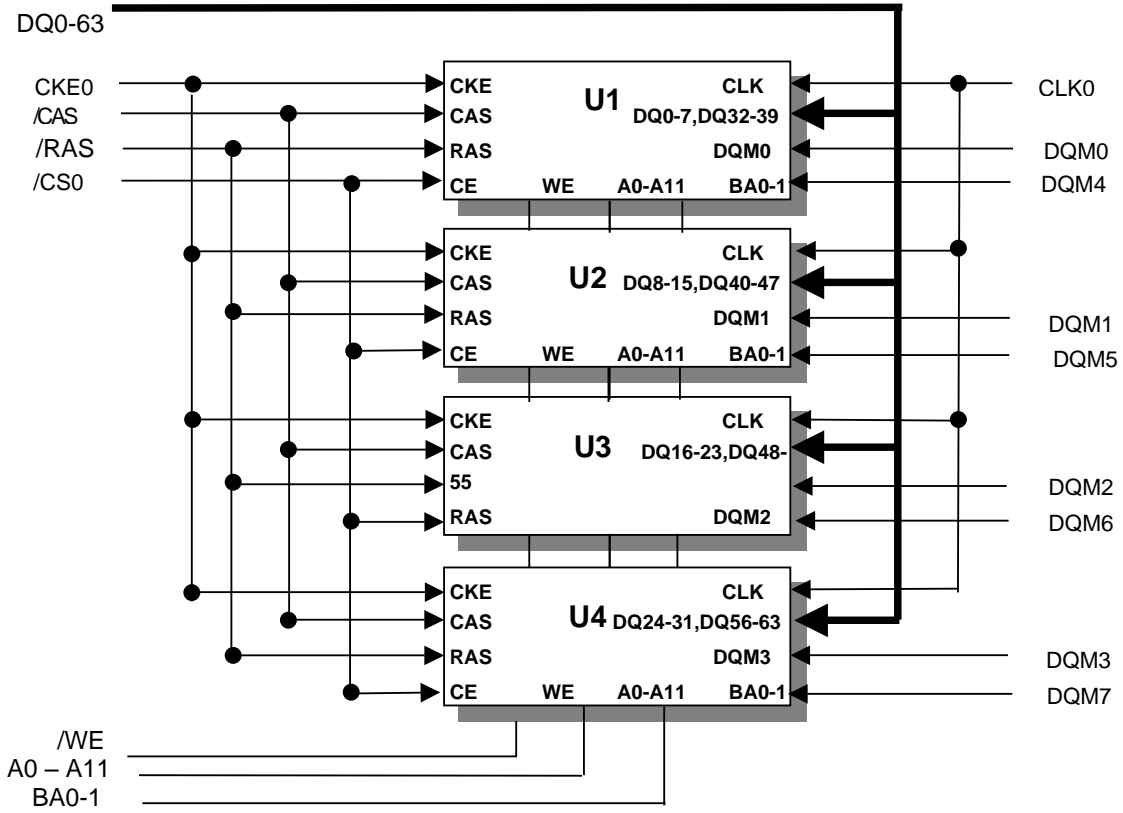 DQ0-63
CKE0
/CAS
/RAS
/CS0
CKE U1 CLK
CAS DQ0-7,DQ32-39
RAS DQM0
CE WE A0-A11 BA0-1
CLK0
DQM0
DQM4
CKE CLK
U2
CAS DQ8-15,DQ40-47
RAS DQM1
CE WE A0-A11 BA0-1
DQM1
DQM5
CKE CLK
U3
CAS DQ16-23,DQ48-
55
RAS DQM2
DQM2
DQM6
CKE CLK
U4
CAS DQ24-31,DQ56-63
RAS DQM3
CE WE A0-A11 BA0-1
DQM3
DQM7
/WE
A0 – A11
BA0-1